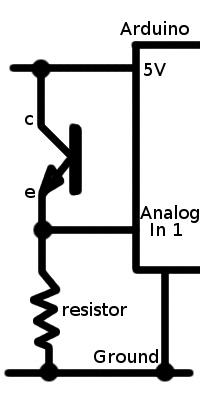 Arduino
5V
c
e
Analog
In 1
resistor
Ground